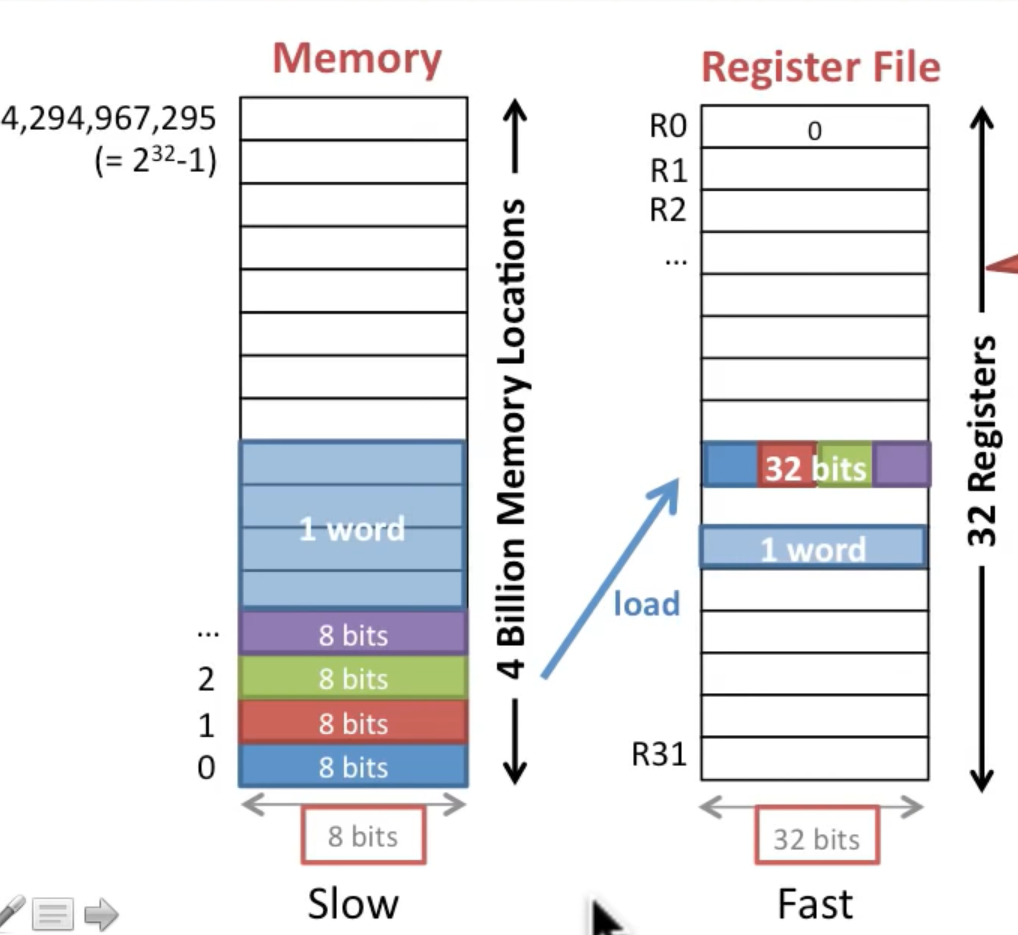 Memory
4,294,967,295
(= 2³²-1)
1 word
...
8 bits
2
8 bits
1
8 bits
0
8 bits
8 bits
Slow
4 Billion Memory Locations
load
Register File
R0
0
R1
R2
...
32 bits
1 word
R31
32 bits
Fast
32 Registers